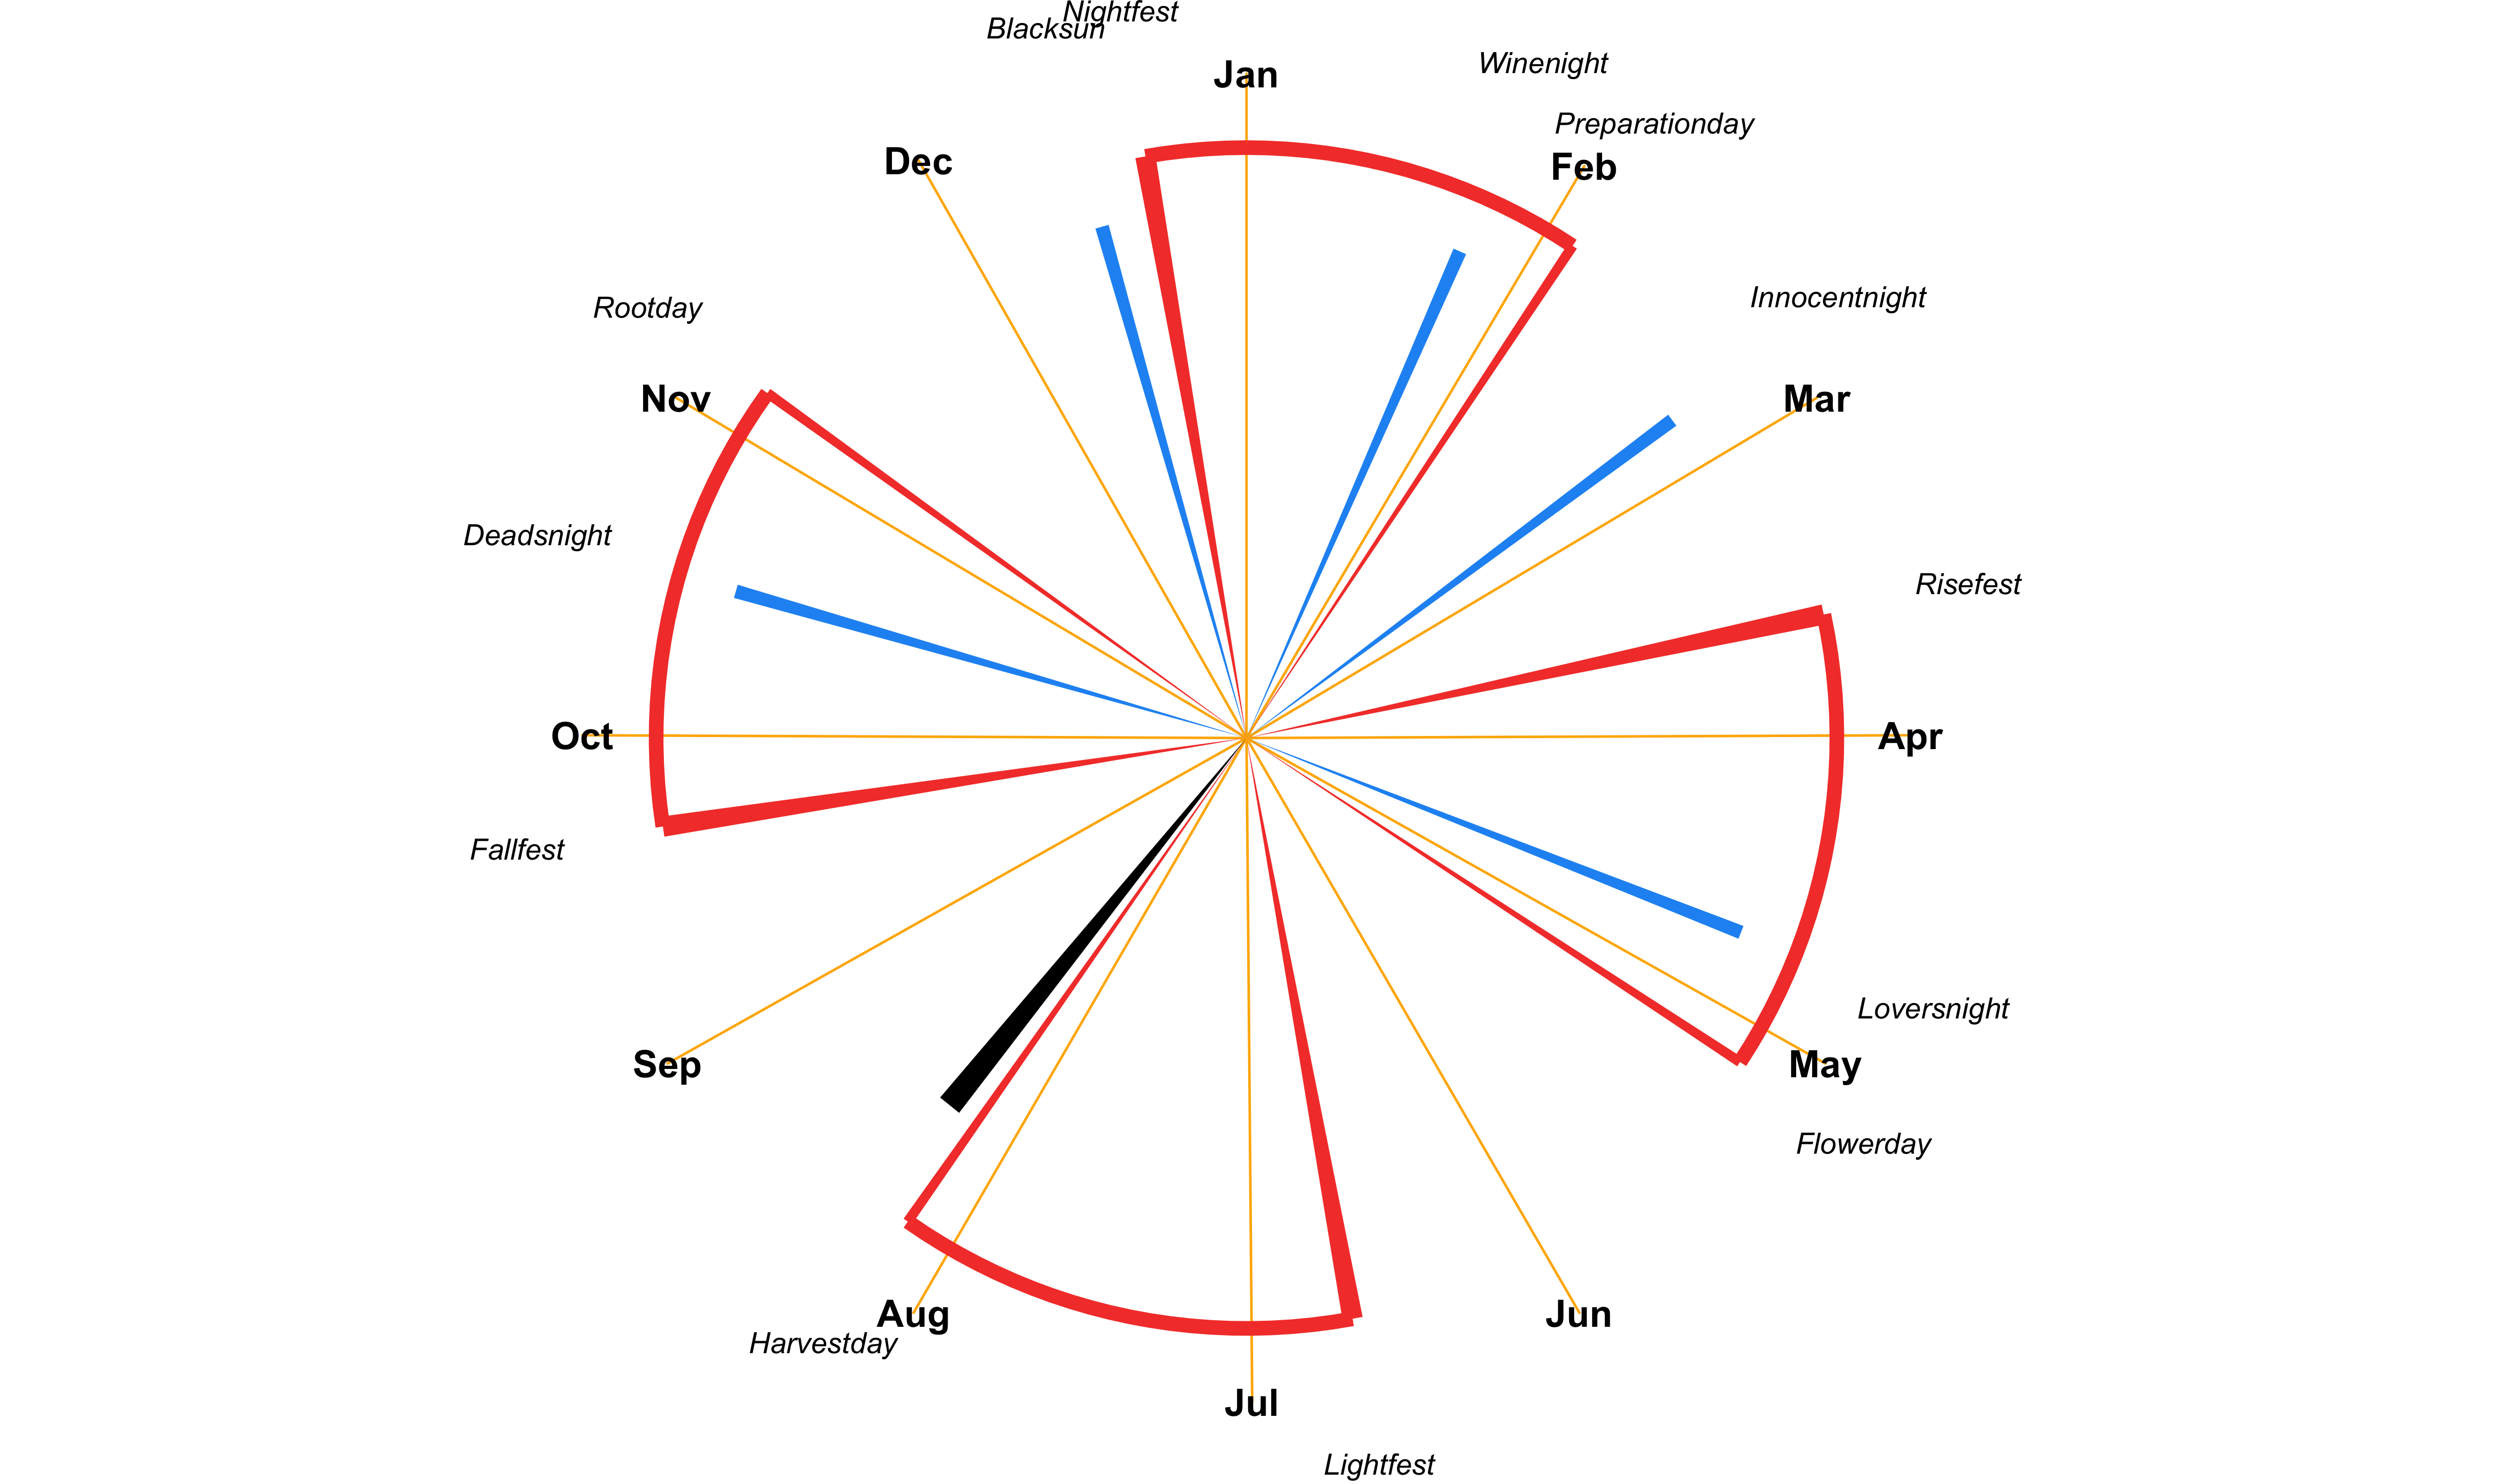 Nightfest
Blacksun
Winenight
Jan
Preparationday
Dec
Feb
Innocentnight
Rootday
Nov
Mar
Deadsnight
Risefest
Oct
Apr
Fallfest
Loversnight
Sep
May
Flowerday
Aug
Jun
Harvestday
Jul
Lightfest